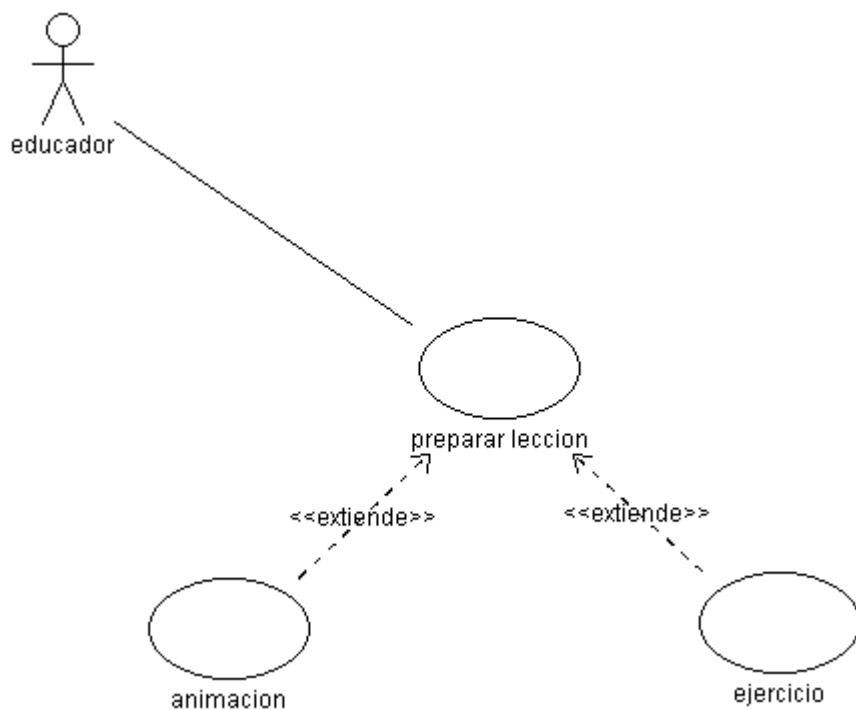 educador
preparar leccion
<<extiende>>
<<extiende>>
animacion
ejercicio